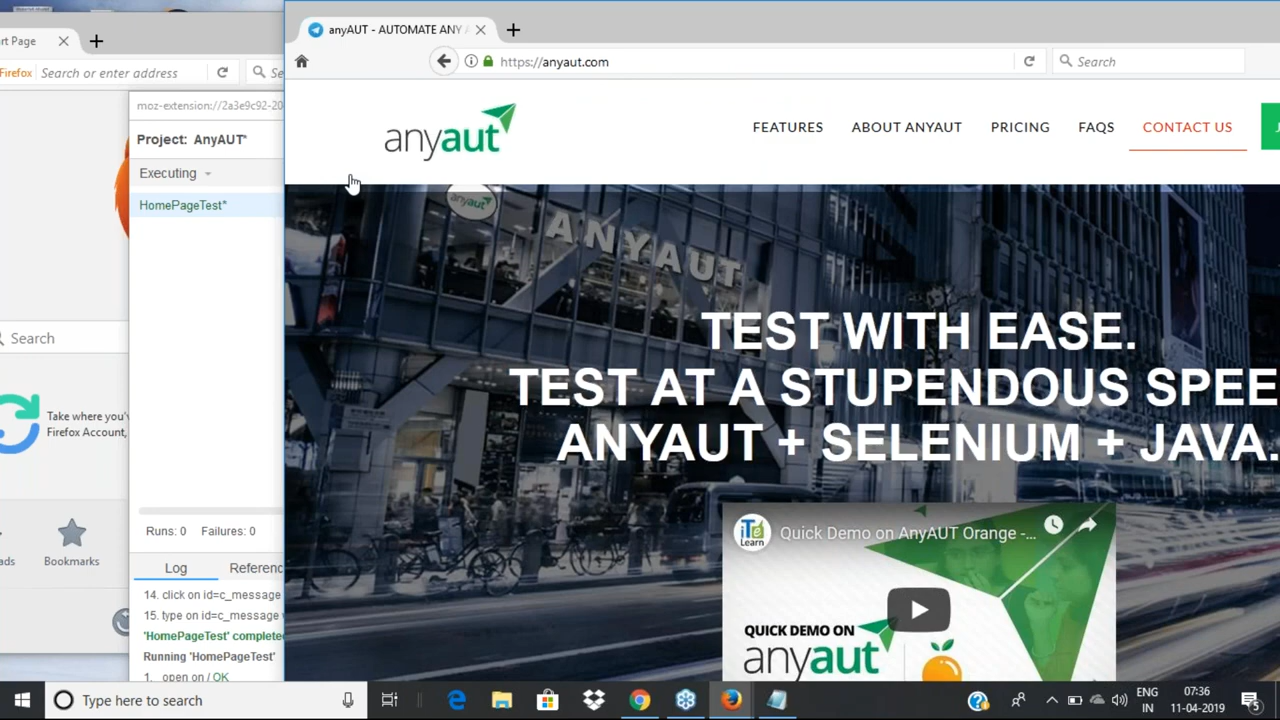 rt Page
Firefox
Search or enter address
Se
moz-extension://2a3e9c92-20
Project: AnyAUT*
Executing
HomePageTest*
Search
Take where you'
Firefox Account,
ads
Bookmarks
Runs: 0 Failures: 0
Log
Referenc
14. click on id=c_message
15. type on id=c_message
'HomePageTest' complete
Running 'HomePageTest'
1. open on / OK
anyAUT - AUTOMATE ANY
https://anyaut.com
Search
anyaut
FEATURES
ABOUT ANYAUT
PRICING
FAQS
CONTACT US
anyaut
ANYAUT
TEST WITH EASE.
TEST AT A STUPENDOUS SPEE
ANYAUT + SELENIUM + JAVA.
iTe
Learn
Quick Demo on AnyAUT Orange -...
QUICK DEMO ON
anyaut
Type here to search
ENG
IN
07:36
11-04-2019
5